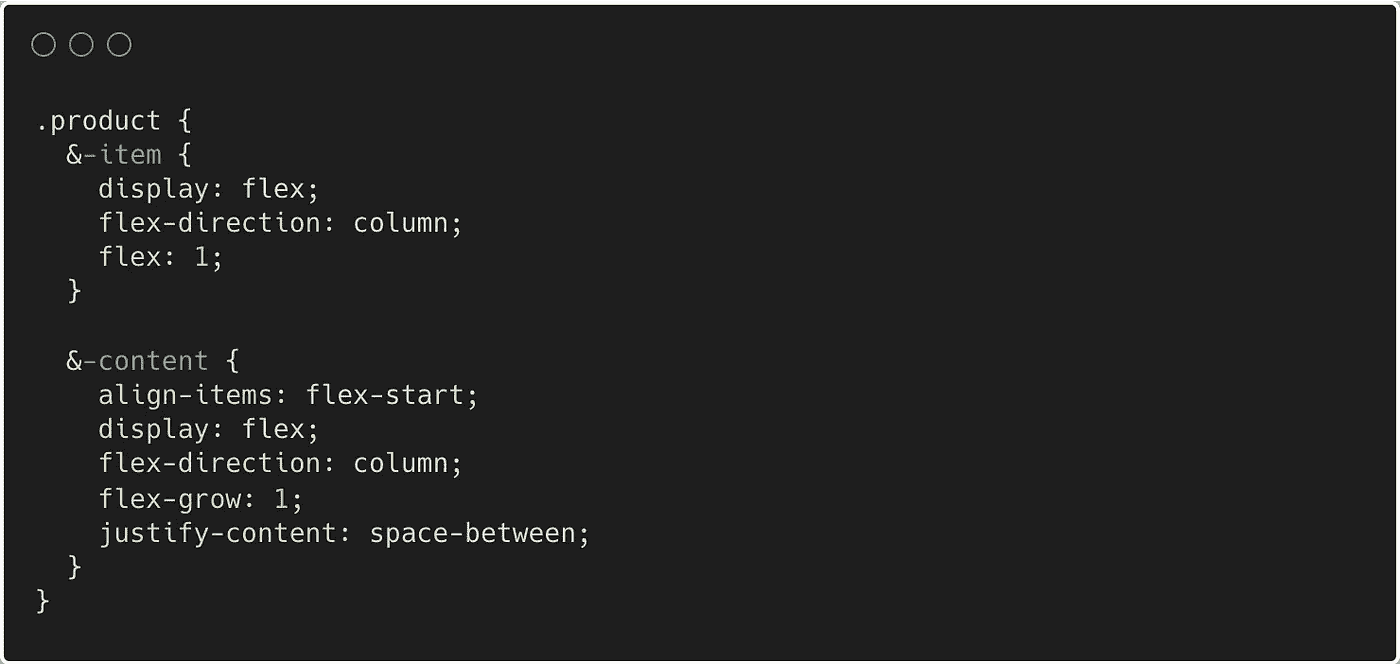 .product {
  &-item {
    display: flex;
    flex-direction: column;
    flex: 1;
  }

  &-content {
    align-items: flex-start;
    display: flex;
    flex-direction: column;
    flex-grow: 1;
    justify-content: space-between;
  }
}